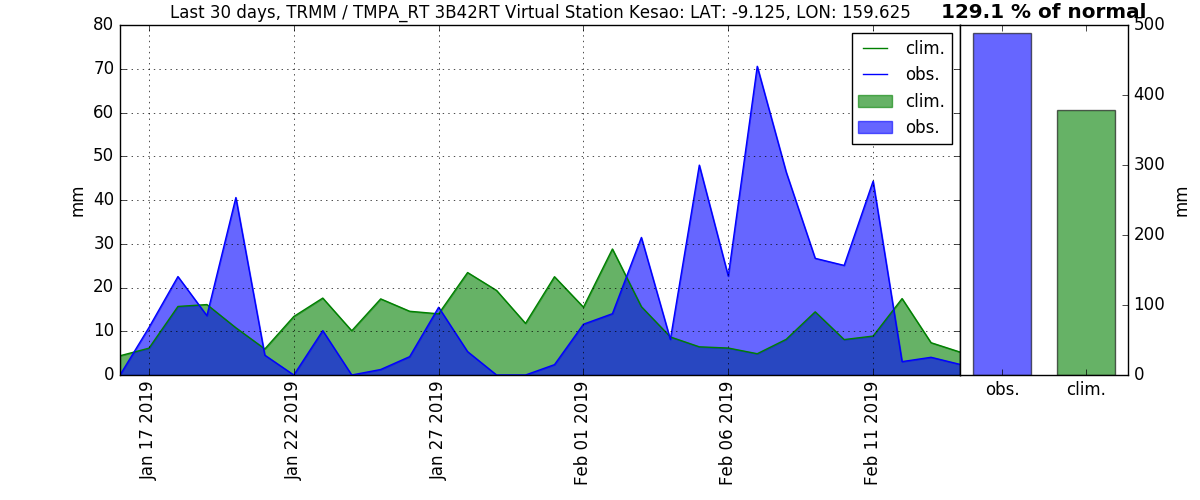 Last 30 days, TRMM / TMPA_RT 3B42RT Virtual Station Kesao: LAT: -9.125, LON: 159.625
129.1 % of normal
80
70
60
50
40
30
20
10
0
mm
clim.
obs.
clim.
obs.
Jan 17 2019
Jan 22 2019
Jan 27 2019
Feb 01 2019
Feb 06 2019
Feb 11 2019
500
400
300
200
100
0
mm
obs.
clim.